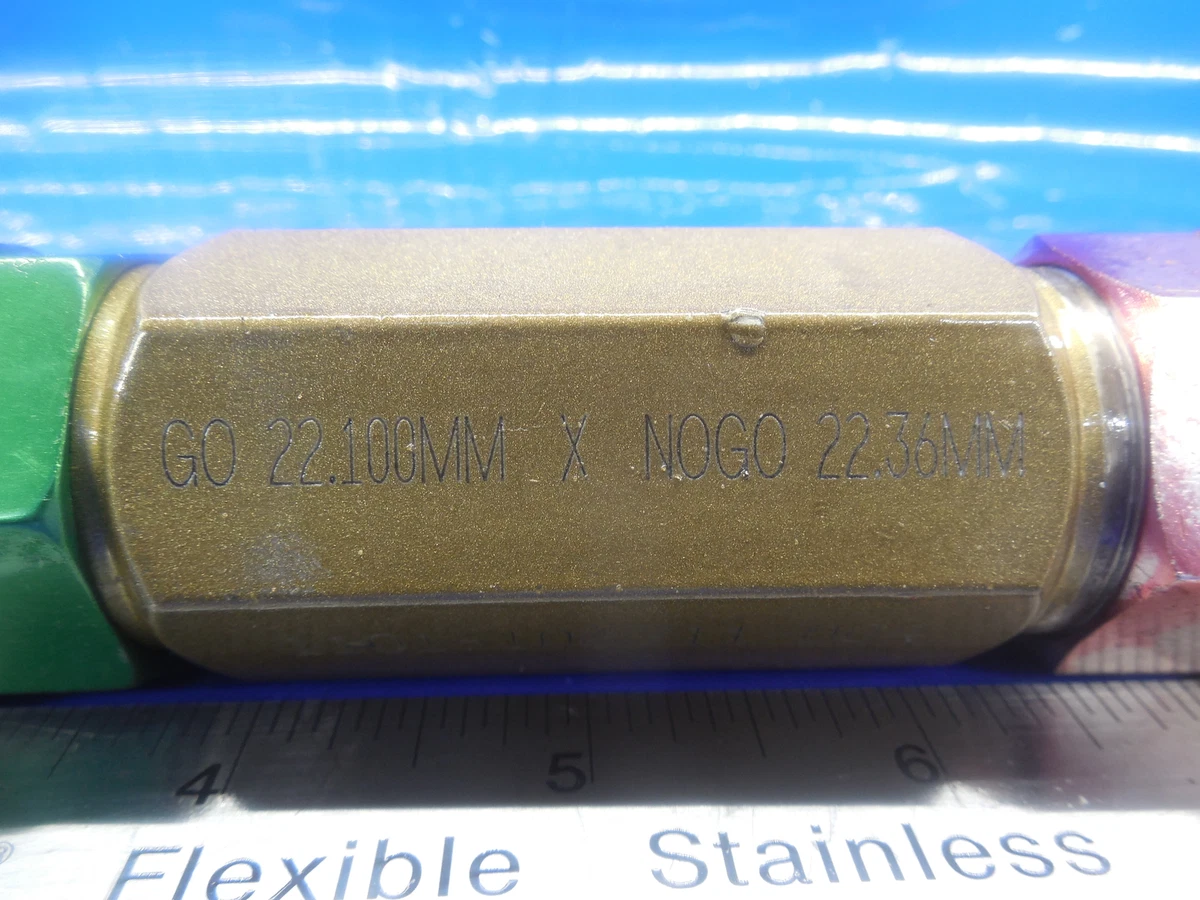 GO 22.100MM X NOGO 22.36MM
4 5 6
Flexible Stainless